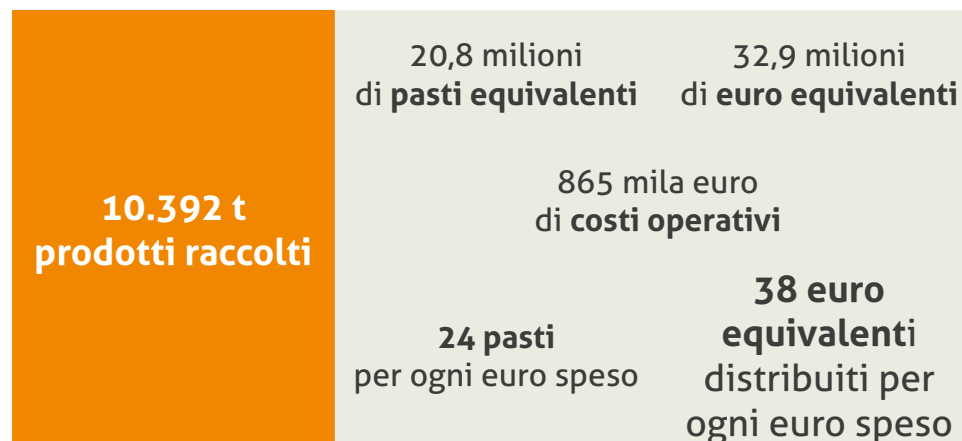 10.392 t
prodotti raccolti
20,8 milioni
di pasti equivalenti
32,9 milioni
di euro equivalenti
865 mila euro
di costi operativi
24 pasti
per ogni euro speso
38 euro
equivalenti
distribuiti per
ogni euro speso